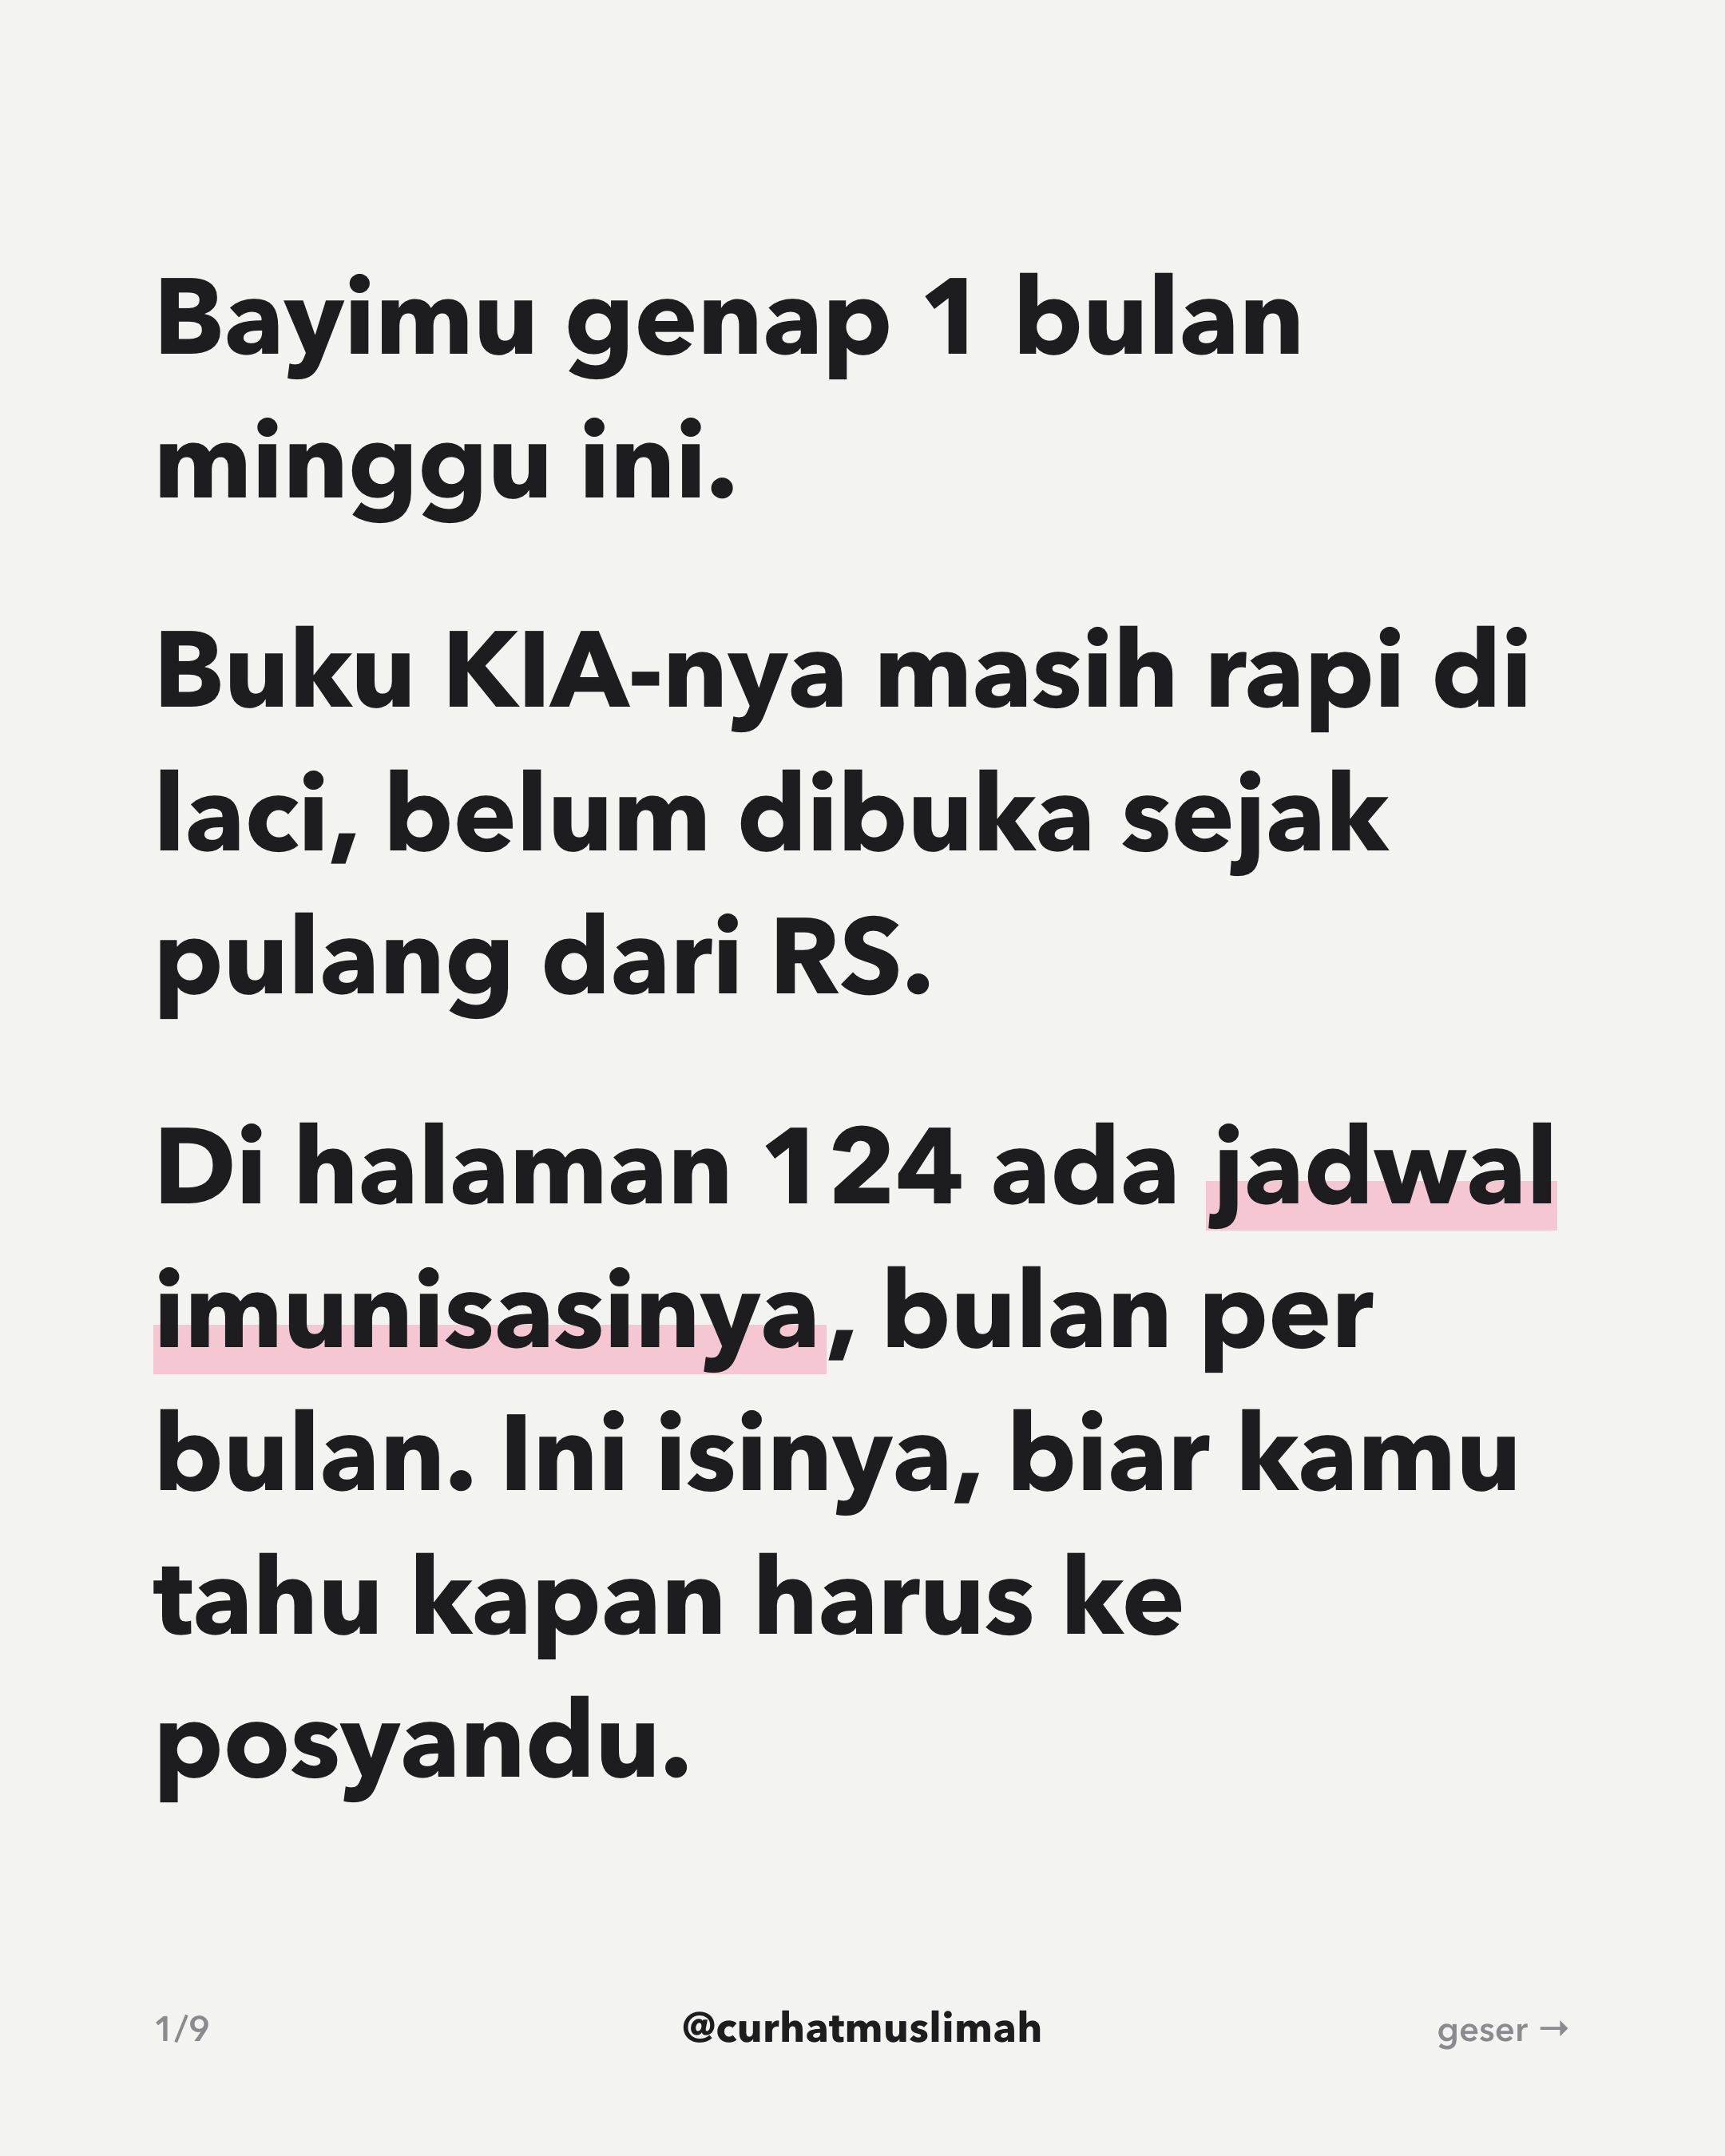 Bayimu genap 1 bulan
minggu ini.
Buku KIA-nya masih rapi di
laci, belum dibuka sejak
pulang dari RS.
Di halaman 124 ada jadwal
imunisasinya, bulan per
bulan. Ini isinya, biar kamu
tahu kapan harus ke
posyandu.
1/9
@curhatmuslimah
geser →